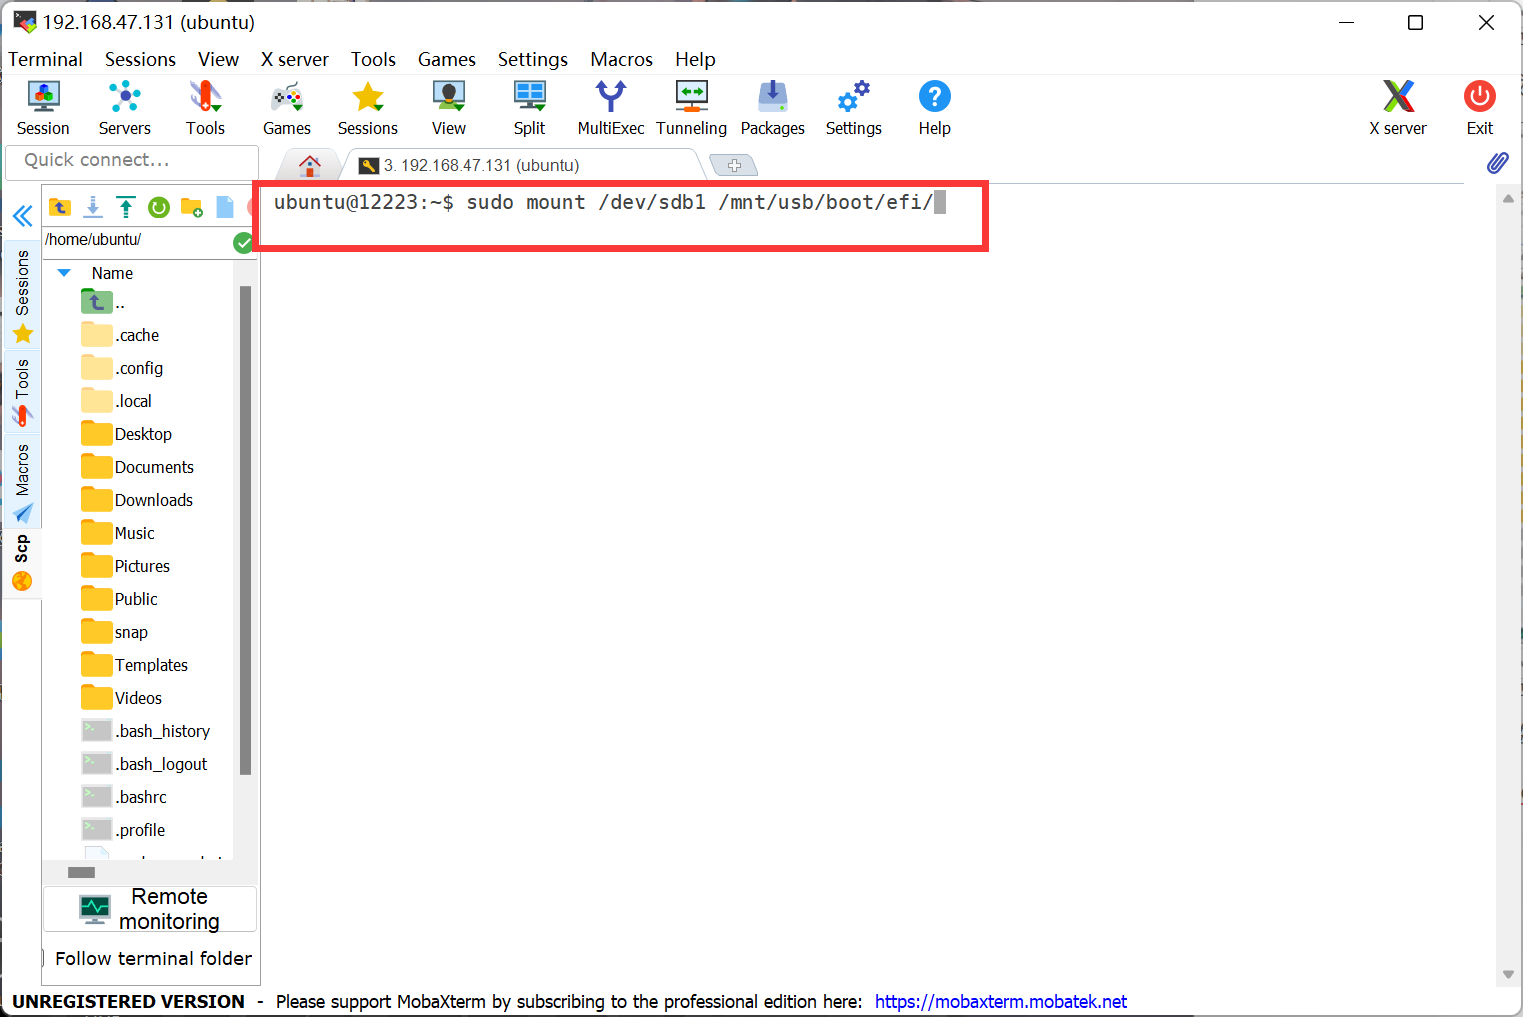 192.168.47.131 (ubuntu)
Terminal Sessions View X server Tools Games Settings Macros Help
Session Servers Tools Games Sessions View Split MultiExec Tunneling Packages Settings Help X server Exit
Quick connect...
3. 192.168.47.131 (ubuntu)
ubuntu@12223:~$ sudo mount /dev/sdb1 /mnt/usb/boot/efi/
/home/ubuntu/
Sessions
Tools
Macros
Scp
Name
..
.cache
.config
.local
Desktop
Documents
Downloads
Music
Pictures
Public
snap
Templates
Videos
.bash_history
.bash_logout
.bashrc
.profile
Remote
monitoring
Follow terminal folder
UNREGISTERED VERSION - Please support MobaXterm by subscribing to the professional edition here: https://mobaxterm.mobatek.net